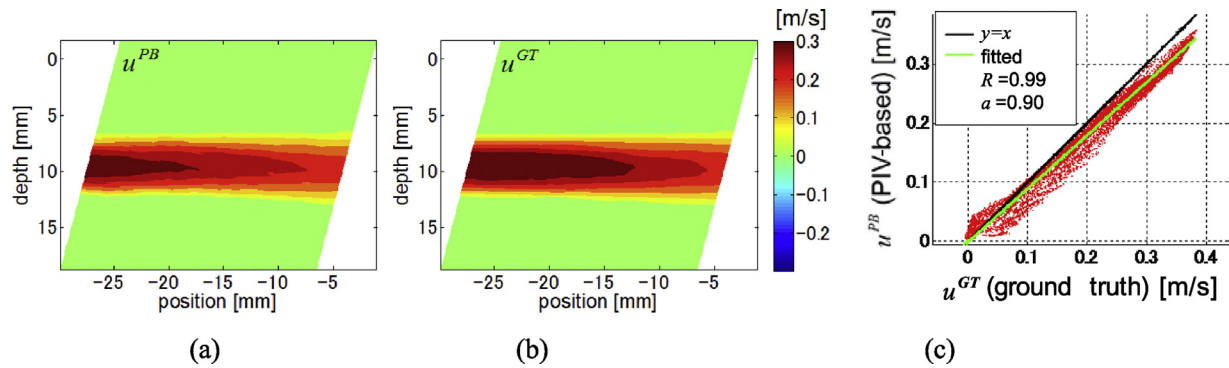 [m/s]
u^PB
0
5
10
15
depth [mm]
-25 -20 -15 -10 -5
position [mm]
(a)
u^GT
0
5
10
15
depth [mm]
-25 -20 -15 -10 -5
position [mm]
(b)
0.3
0.2
0.1
0
-0.1
-0.2
y=x
fitted
R =0.99
a =0.90
0.3
0.2
0.1
0
u^PB (PIV-based) [m/s]
0 0.1 0.2 0.3 0.4
u^GT (ground truth) [m/s]
(c)